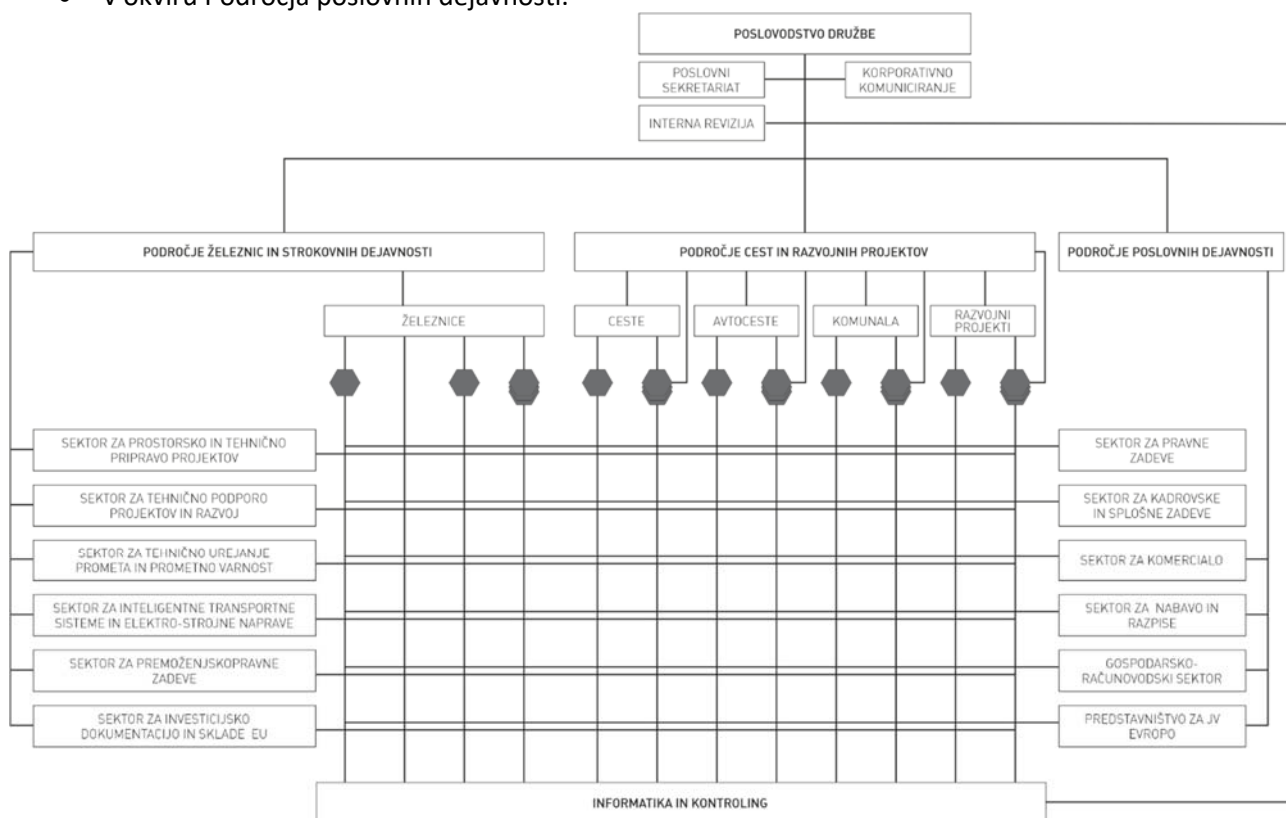 v okviru Področja poslovnih dejavnosti.
POSLOVODSTVO DRUŽBE
POSLOVNI
SEKRETARIAT
KORPORATIVNO
KOMUNICIRANJE
INTERNA REVIZIJA
PODROČJE ŽELEZNIC IN STROKOVNIH DEJAVNOSTI
PODROČJE CEST IN RAZVOJNIH PROJEKTOV
PODROČJE POSLOVNIH DEJAVNOSTI
ŽELEZNICE
CESTE
AVTOCESTE
KOMUNALA
RAZVOJNI
PROJEKTI
SEKTOR ZA PROSTORSKO IN TEHNIČNO
PRIPRAVO PROJEKTOV
SEKTOR ZA PRAVNE
ZADEVE
SEKTOR ZA TEHNIČNO PODPORO
PROJEKTOV IN RAZVOJ
SEKTOR ZA KADROVSKE
IN SPLOŠNE ZADEVE
SEKTOR ZA TEHNIČNO UREJANJE
PROMETA IN PROMETNO VARNOST
SEKTOR ZA KOMERCIALO
SEKTOR ZA INTELIGENTNE TRANSPORTNE
SISTEME IN ELEKTRO-STROJNE NAPRAVE
SEKTOR ZA NABAVO IN
RAZPISE
SEKTOR ZA PREMOŽENJSKOPRAVNE
ZADEVE
GOSPODARSKO-
RAČUNOVODSKI SEKTOR
SEKTOR ZA INVESTICIJSKO
DOKUMENTACIJO IN SKLADE EU
PREDSTAVNIŠTVO ZA JV
EVROPO
INFORMATIKA IN KONTROLING